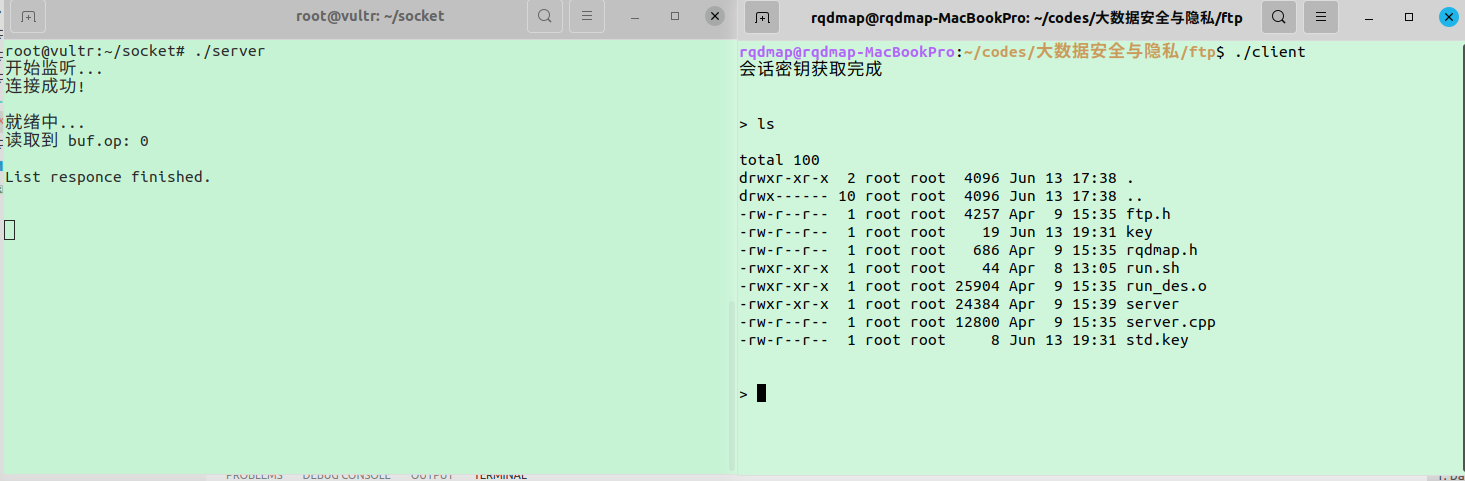 root@vultr: ~/socket
root@vultr:~/socket# ./server
开始监听...
连接成功!
就绪中...
读取到 buf.op: 0
List responce finished.
rqdmap@rqdmap-MacBookPro: ~/codes/大数据安全与隐私/ftp
rqdmap@rqdmap-MacBookPro:~/codes/大数据安全与隐私/ftp$ ./client
会话密钥获取完成
> ls
total 100
drwxr-xr-x  2 root root  4096 Jun 13 17:38 .
drwx------ 10 root root  4096 Jun 13 17:38 ..
-rw-r--r--  1 root root  4257 Apr  9 15:35 ftp.h
-rw-r--r--  1 root root    19 Jun 13 19:31 key
-rw-r--r--  1 root root   686 Apr  9 15:35 rqdmap.h
-rwxr-xr-x  1 root root    44 Apr  8 13:05 run.sh
-rwxr-xr-x  1 root root 25904 Apr  9 15:35 run_des.o
-rwxr-xr-x  1 root root 24384 Apr  9 15:39 server
-rw-r--r--  1 root root 12800 Apr  9 15:35 server.cpp
-rw-r--r--  1 root root     8 Jun 13 19:31 std.key
>
PROBLEMS DEBUG CONSOLE OUTPUT TERMINAL